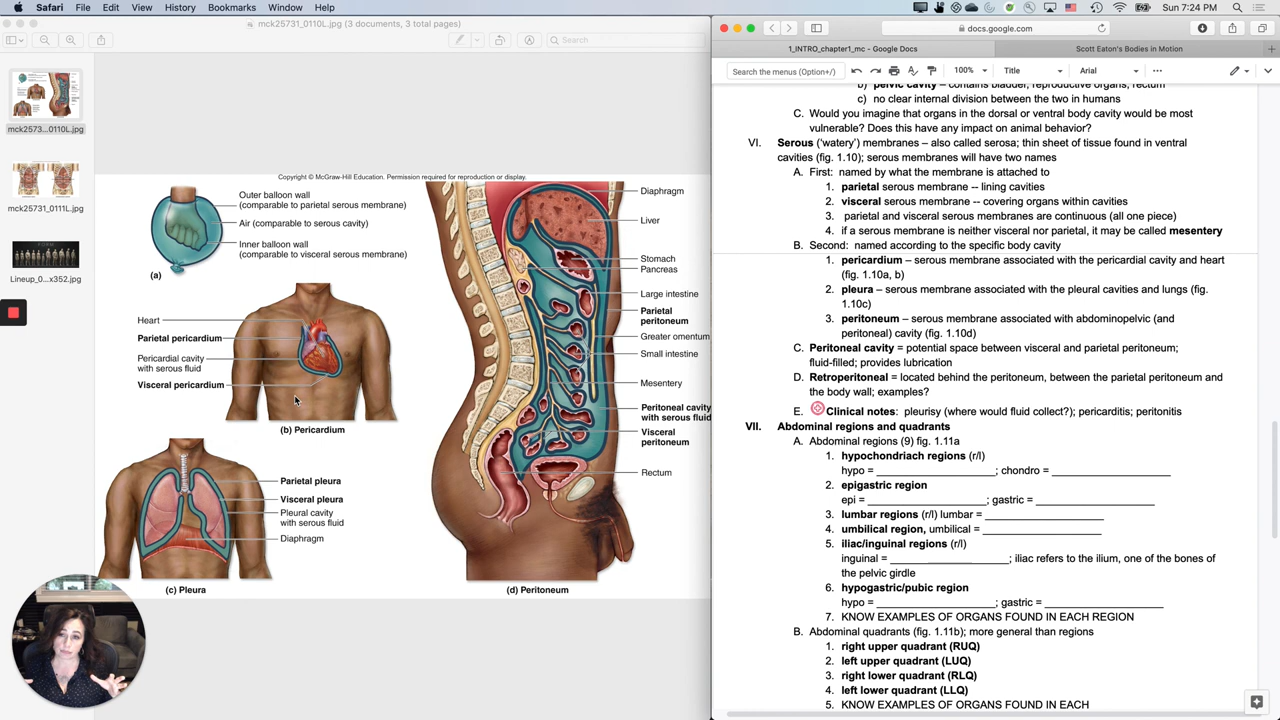 Safari File Edit View History Bookmarks Window Help
Sun 7:24 PM
mck25731_0110L.jpg (3 documents, 3 total pages)
Search
mck2573...0110L.jpg
mck25731_0111L.jpg
Lineup_0...x352.jpg
Copyright © McGraw-Hill Education. Permission required for reproduction or display.
Outer balloon wall
(comparable to parietal serous membrane)
Air (comparable to serous cavity)
Inner balloon wall
(comparable to visceral serous membrane)
(a)
Heart
Parietal pericardium
Pericardial cavity
with serous fluid
Visceral pericardium
(b) Pericardium
Parietal pleura
Visceral pleura
Pleural cavity
with serous fluid
Diaphragm
(c) Pleura
Diaphragm
Liver
Stomach
Pancreas
Large intestine
Parietal
peritoneum
Greater omentum
Small intestine
Mesentery
Peritoneal cavity
with serous fluid
Visceral
peritoneum
Rectum
(d) Peritoneum
docs.google.com
1_INTRO_chapter1_mc - Google Docs
Scott Eaton's Bodies in Motion
Search the menus (Option+/)
100%
Title
Arial
b) pelvic cavity – contains bladder, reproductive organs, rectum
c) no clear internal division between the two in humans
C. Would you imagine that organs in the dorsal or ventral body cavity would be most
vulnerable? Does this have any impact on animal behavior?
VI. Serous ('watery') membranes – also called serosa; thin sheet of tissue found in ventral
cavities (fig. 1.10); serous membranes will have two names
A. First: named by what the membrane is attached to
1. parietal serous membrane -- lining cavities
2. visceral serous membrane -- covering organs within cavities
3. parietal and visceral serous membranes are continuous (all one piece)
4. if a serous membrane is neither visceral nor parietal, it may be called mesentery
B. Second: named according to the specific body cavity
1. pericardium – serous membrane associated with the pericardial cavity and heart
(fig. 1.10a, b)
2. pleura – serous membrane associated with the pleural cavities and lungs (fig.
1.10c)
3. peritoneum – serous membrane associated with abdominopelvic (and
peritoneal) cavity (fig. 1.10d)
C. Peritoneal cavity = potential space between visceral and parietal peritoneum;
fluid-filled; provides lubrication
D. Retroperitoneal = located behind the peritoneum, between the parietal peritoneum and
the body wall; examples?
E. Clinical notes: pleurisy (where would fluid collect?); pericarditis; peritonitis
VII. Abdominal regions and quadrants
A. Abdominal regions (9) fig. 1.11a
1. hypochondriach regions (r/l)
hypo = ____________________; chondro = ____________________
2. epigastric region
epi = ____________________; gastric = ____________________
3. lumbar regions (r/l) lumbar = ____________________
4. umbilical region, umbilical = ____________________
5. iliac/inguinal regions (r/l)
inguinal = ____________________; iliac refers to the ilium, one of the bones of
the pelvic girdle
6. hypogastric/pubic region
hypo = ____________________; gastric = ____________________
7. KNOW EXAMPLES OF ORGANS FOUND IN EACH REGION
B. Abdominal quadrants (fig. 1.11b); more general than regions
1. right upper quadrant (RUQ)
2. left upper quadrant (LUQ)
3. right lower quadrant (RLQ)
4. left lower quadrant (LLQ)
5. KNOW EXAMPLES OF ORGANS FOUND IN EACH